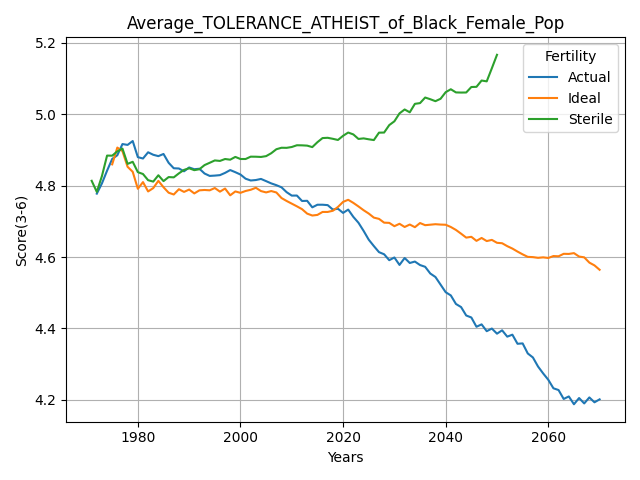 Average_TOLERANCE_ATHEIST_of_Black_Female_Pop
Score(3-6)
5.2
5.0
4.8
4.6
4.4
4.2
Fertility
Actual
Ideal
Sterile
1980
2000
2020
2040
2060
Years